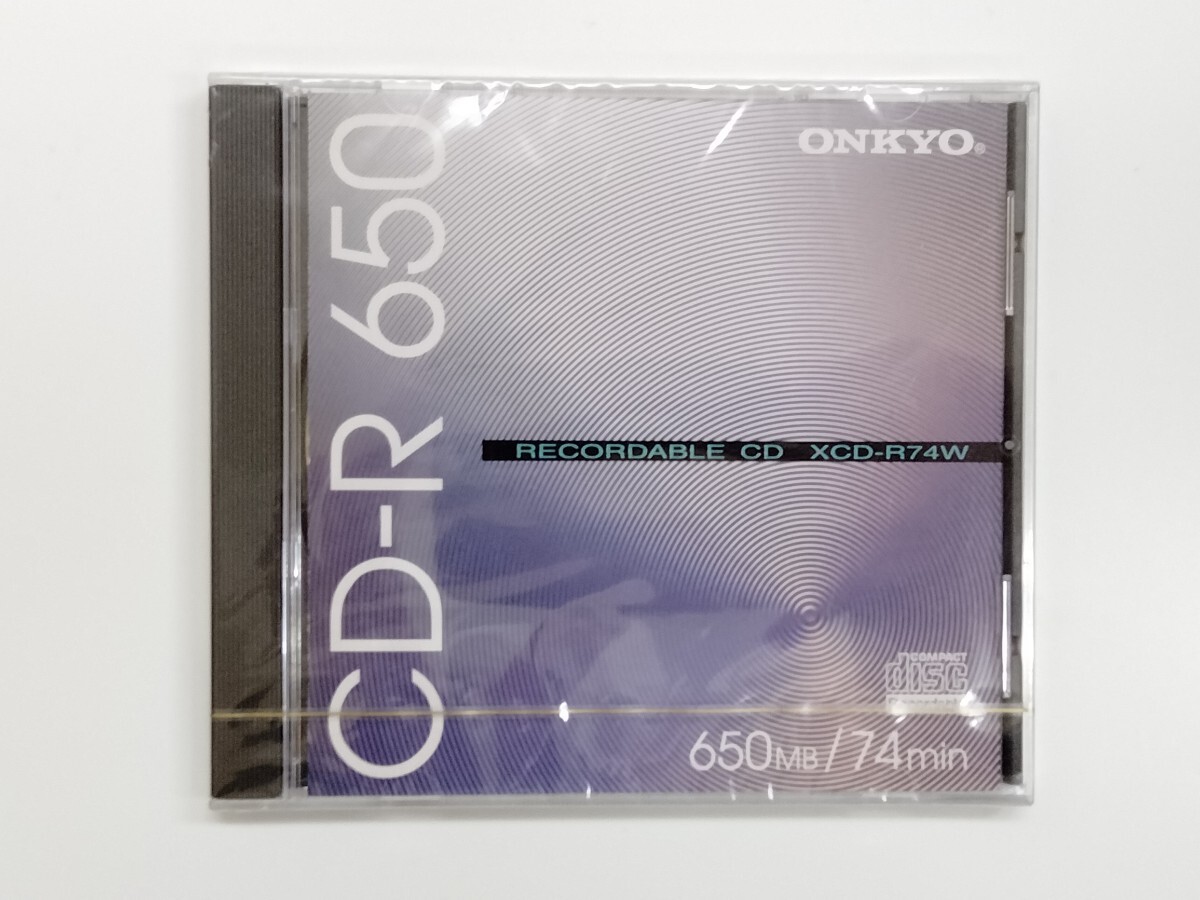 CD-R 650
ONKYO®
RECORDABLE CD XCD-R74W
COMPACT
disc
650MB/74min